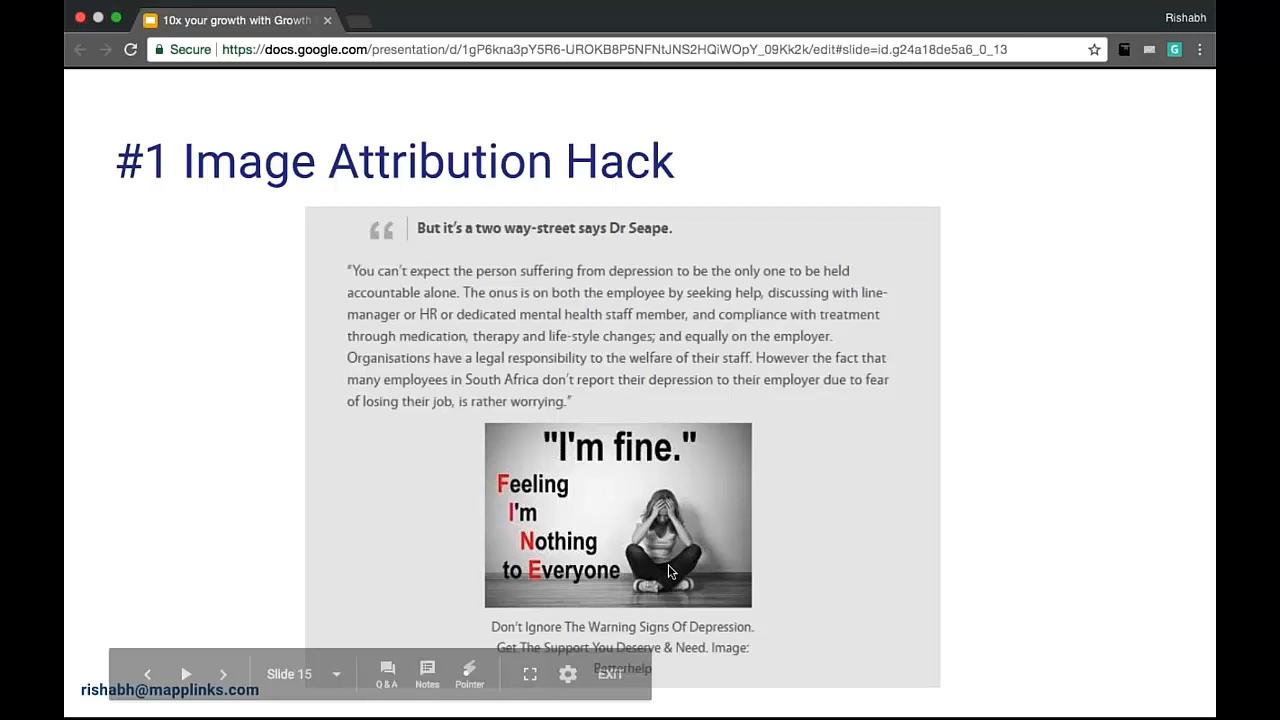 10x your growth with Growth
Rishabh
Secure
https://docs.google.com/presentation/d/1gP6kna3pY5R6-UROKB8P5NFNtJNS2HQiWOpY_09Kk2k/edit#slide=id.g24a18de5a6_0_13
G
#1 Image Attribution Hack
But it's a two way-street says Dr Seape.
"You can't expect the person suffering from depression to be the only one to be held
accountable alone. The onus is on both the employee by seeking help, discussing with line-
manager or HR or dedicated mental health staff member, and compliance with treatment
through medication, therapy and life-style changes; and equally on the employer.
Organisations have a legal responsibility to the welfare of their staff. However the fact that
many employees in South Africa don't report their depression to their employer due to fear
of losing their job, is rather worrying."
"I'm fine."
Feeling
I'm
Nothing
to Everyone
Don't Ignore The Warning Signs Of Depression.
Get The Support You Deserve & Need. Image:
Betterhelp
Slide 15
Q & A
Notes
Pointer
EXIT
rishabh@mapplinks.com